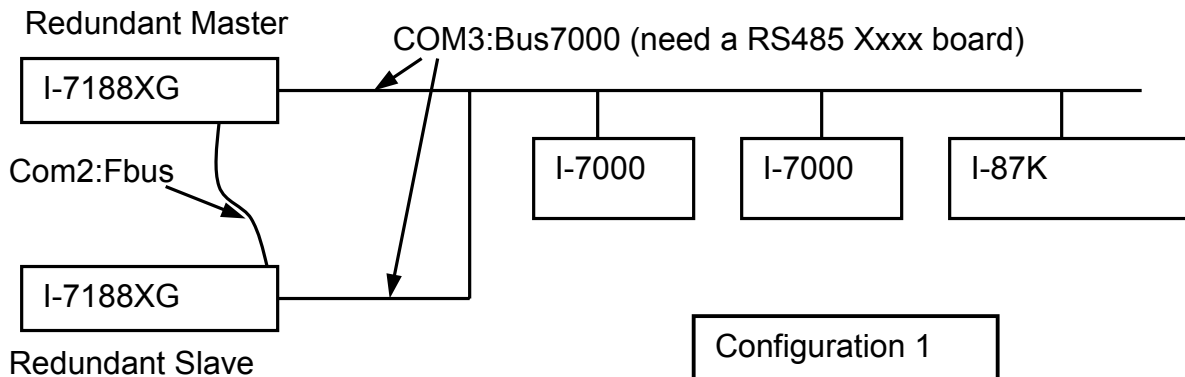 Redundant Master
COM3:Bus7000 (need a RS485 Xxxx board)
I-7188XG
Com2:Fbus
I-7000
I-7000
I-87K
I-7188XG
Redundant Slave
Configuration 1